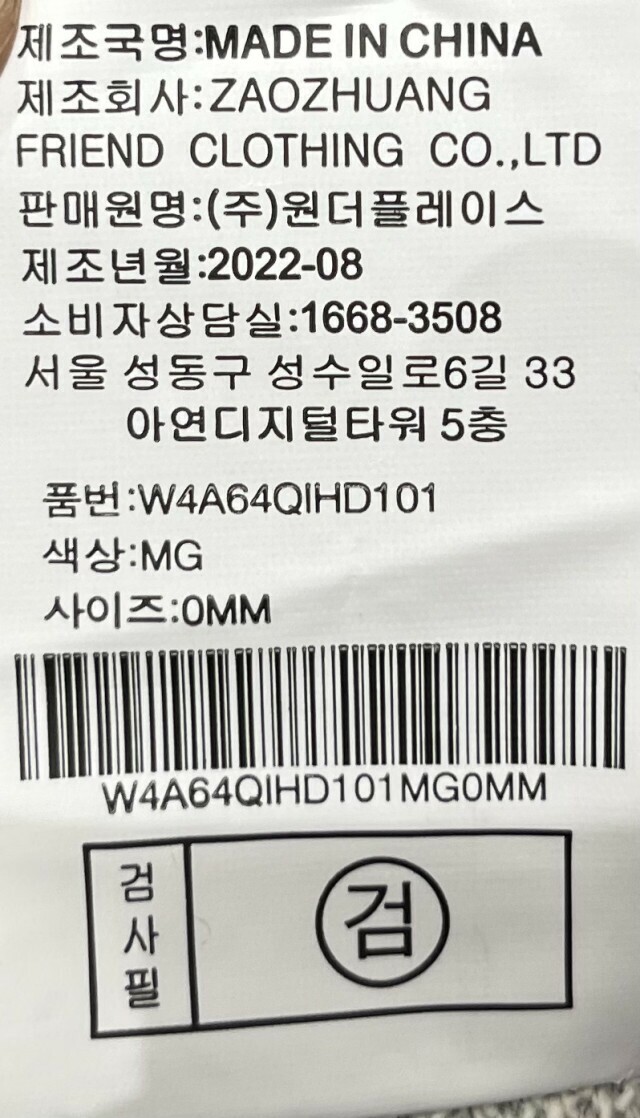 제조국명:MADE IN CHINA
제조회사:ZAOZHUANG
FRIEND CLOTHING CO.,LTD
판매원명:(주)원더플레이스
제조년월:2022-08
소비자상담실:1668-3508
서울 성동구 성수일로6길 33
아연디지털타워 5층
품번:W4A64QIHD101
색상:MG
사이즈:0MM
W4A64QIHD101MG0MM
검사필
검